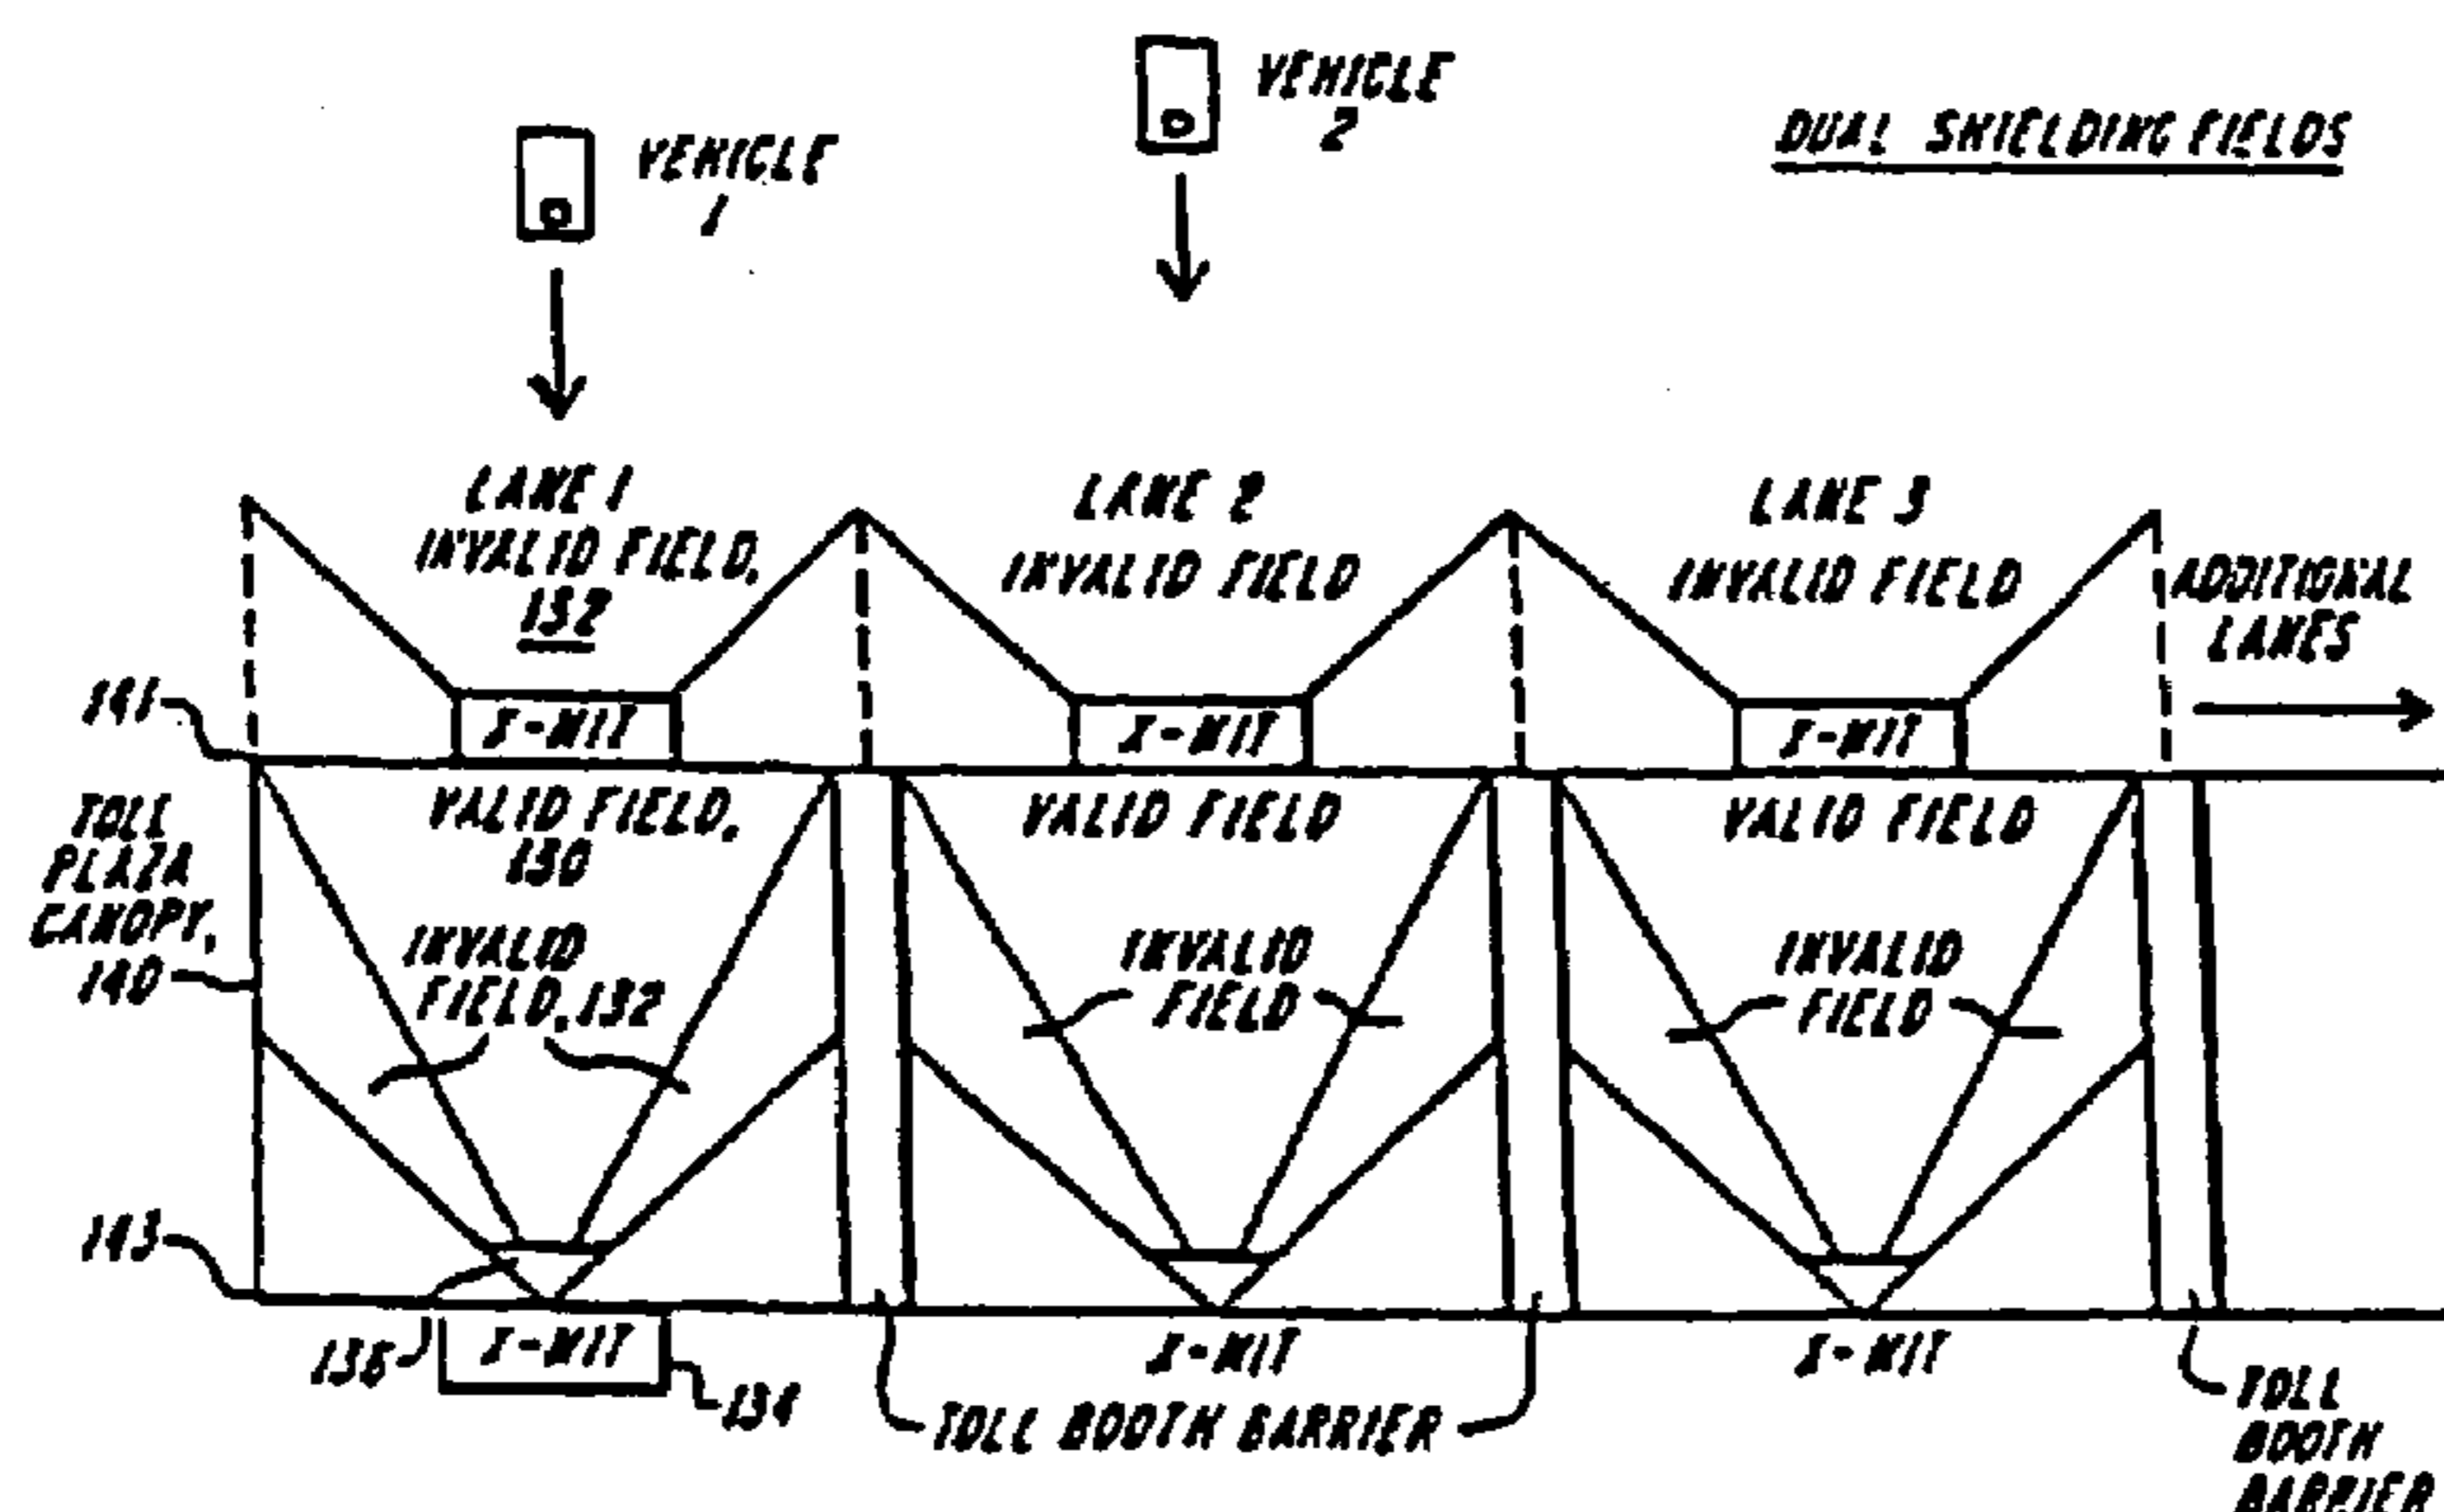 VEHICLE
2
VEHICLE
1
DUAL SHIELDING FIELDS
LANE 1
INVALID FIELD,
132
LANE 2
INVALID FIELD
LANE 3
INVALID FIELD
ADDITIONAL
LANES
141
X-MIT
X-MIT
X-MIT
VALID FIELD,
130
VALID FIELD
VALID FIELD
TOLL
PLAZA
CANOPY,
140
INVALID
FIELD, 132
INVALID
FIELD
INVALID
FIELD
143
X-MIT
X-MIT
X-MIT
134
TOLL BOOTH BARRIER
TOLL
BOOTH
BARRIER